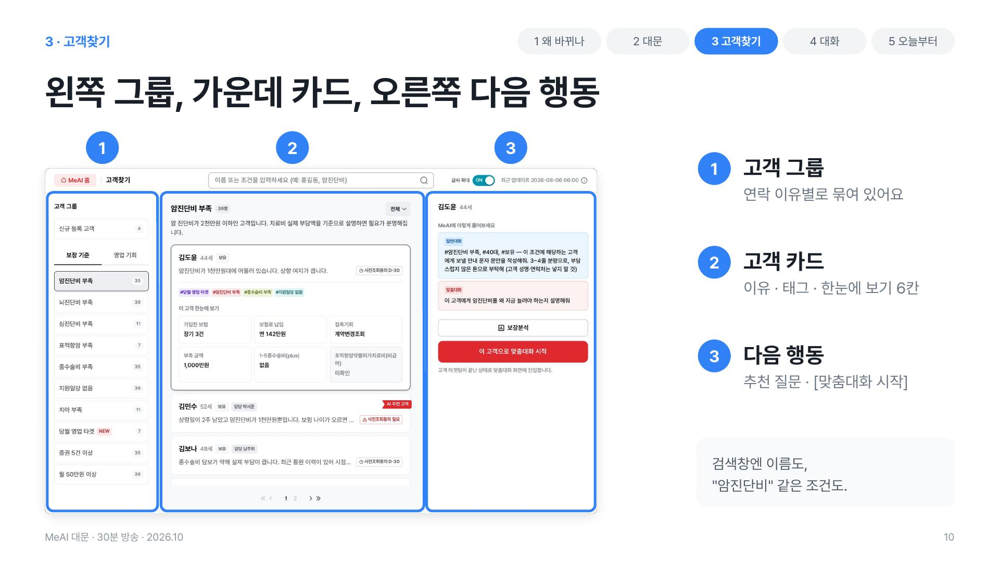 3 · 고객찾기
1 왜 바뀌나
2 대문
3 고객찾기
4 대화
5 오늘부터
왼쪽 그룹, 가운데 카드, 오른쪽 다음 행동
1
2
3
MeAI 홈
고객찾기
이름 또는 조건을 입력하세요 (예: 홍길동, 암진단비)
글씨 확대
ON
최근 업데이트 2026-08-06 06:00
고객 그룹
신규 등록 고객 4
보장 기준
영업 기회
암진단비 부족 35
뇌진단비 부족 39
심진단비 부족 11
표적항암 부족 7
종수술비 부족 35
지원일당 없음 39
치아 부족 11
당월 영업 타겟 NEW 7
증권 5건 이상 35
월 50만원 이상 39
암진단비 부족 35명
전체
암 진단비가 2천만원 이하인 고객입니다. 치료비 실제 부담액을 기준으로 설명하면 필요가 분명해집
니다.
김도윤 44세 보유
암진단비가 1천만원대에 머물러 있습니다. 상향 여지가 큽니다.
사전조회동의 D-30
#당월 영업 타겟 #암진단비 부족 #종수술비 부족 #지원일당 없음
이 고객 한눈에 보기
가입한 보험
장기 3건
보험료 납입
연 142만원
접촉기회
계약변경조회
부족 금액
1,000만원
1-5종수술비(plus)
없음
표적항암약물허가치료비(비급
여)
미확인
김민수 52세 보유 담당 박서준
AI 추천 고객
상령일이 2주 남았고 암진단비가 1천만원뿐입니다. 보험 나이가 오르면 ...
사전조회동의 필요
김보나 48세 보유 담당 남주희
종수술비 담보가 약해 실제 부담이 큽니다. 최근 통원 이력이 있어 시점...
사전조회동의 D-30
1 2
김도윤 44세
MeAI에 이렇게 물어보세요
일반대화
#암진단비 부족, #40대, #보유 — 이 조건에 해당하는 고객
에게 보낼 안내 문자 문안을 작성해줘. 3~4줄 분량으로, 부담
스럽지 않은 톤으로 부탁해 (고객 성명·연락처는 넣지 말 것)
맞춤대화
이 고객에게 암진단비를 왜 지금 늘려야 하는지 설명해줘
보장분석
이 고객으로 맞춤대화 시작
고객 타겟팅이 끝난 상태로 맞춤대화 화면에 진입합니다.
1
고객 그룹
연락 이유별로 묶여 있어요
2
고객 카드
이유 · 태그 · 한눈에 보기 6칸
3
다음 행동
추천 질문 · [맞춤대화 시작]
검색창엔 이름도,
"암진단비" 같은 조건도.
MeAI 대문 · 30분 방송 · 2026.10
10